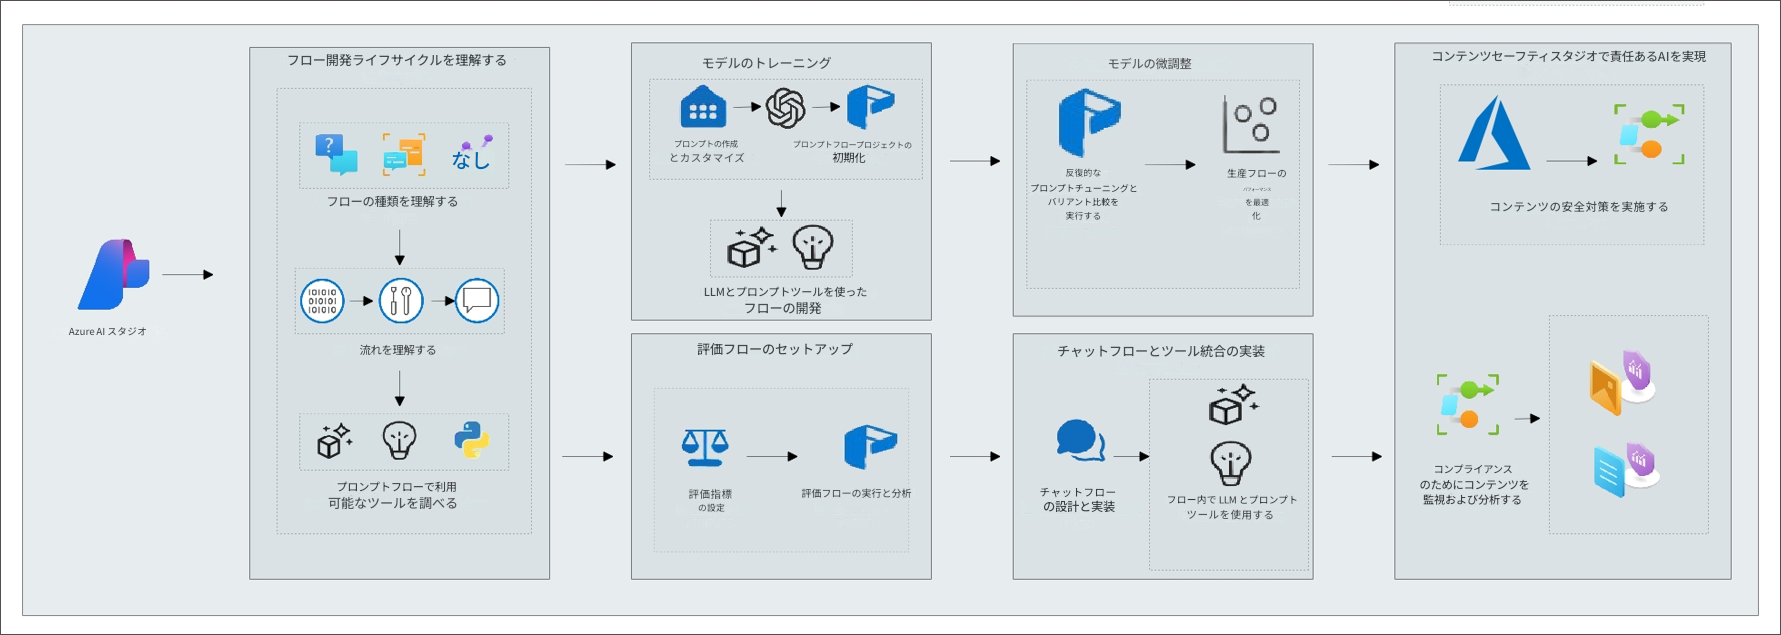 Azure AI スタジオ
フロー開発ライフサイクルを理解する
なし
フローの種類を理解する
流れを理解する
プロンプトフローで利用
可能なツールを調べる
モデルのトレーニング
プロンプトの作成
とカスタマイズ
プロンプトフロープロジェクトの
初期化
LLMとプロンプトツールを使った
フローの開発
評価フローのセットアップ
評価指標
の設定
評価フローの実行と分析
モデルの微調整
反復的な
プロンプトチューニングと
バリアント比較を
実行する
生産フローの
パフォーマンス
を最適
化
チャットフローとツール統合の実装
チャットフロー
の設計と実装
フロー内で LLM とプロンプト
ツールを使用する
コンテンツセーフティスタジオで責任あるAIを実現
コンテンツの安全対策を実施する
コンプライアンス
のためにコンテンツを
監視および分析する